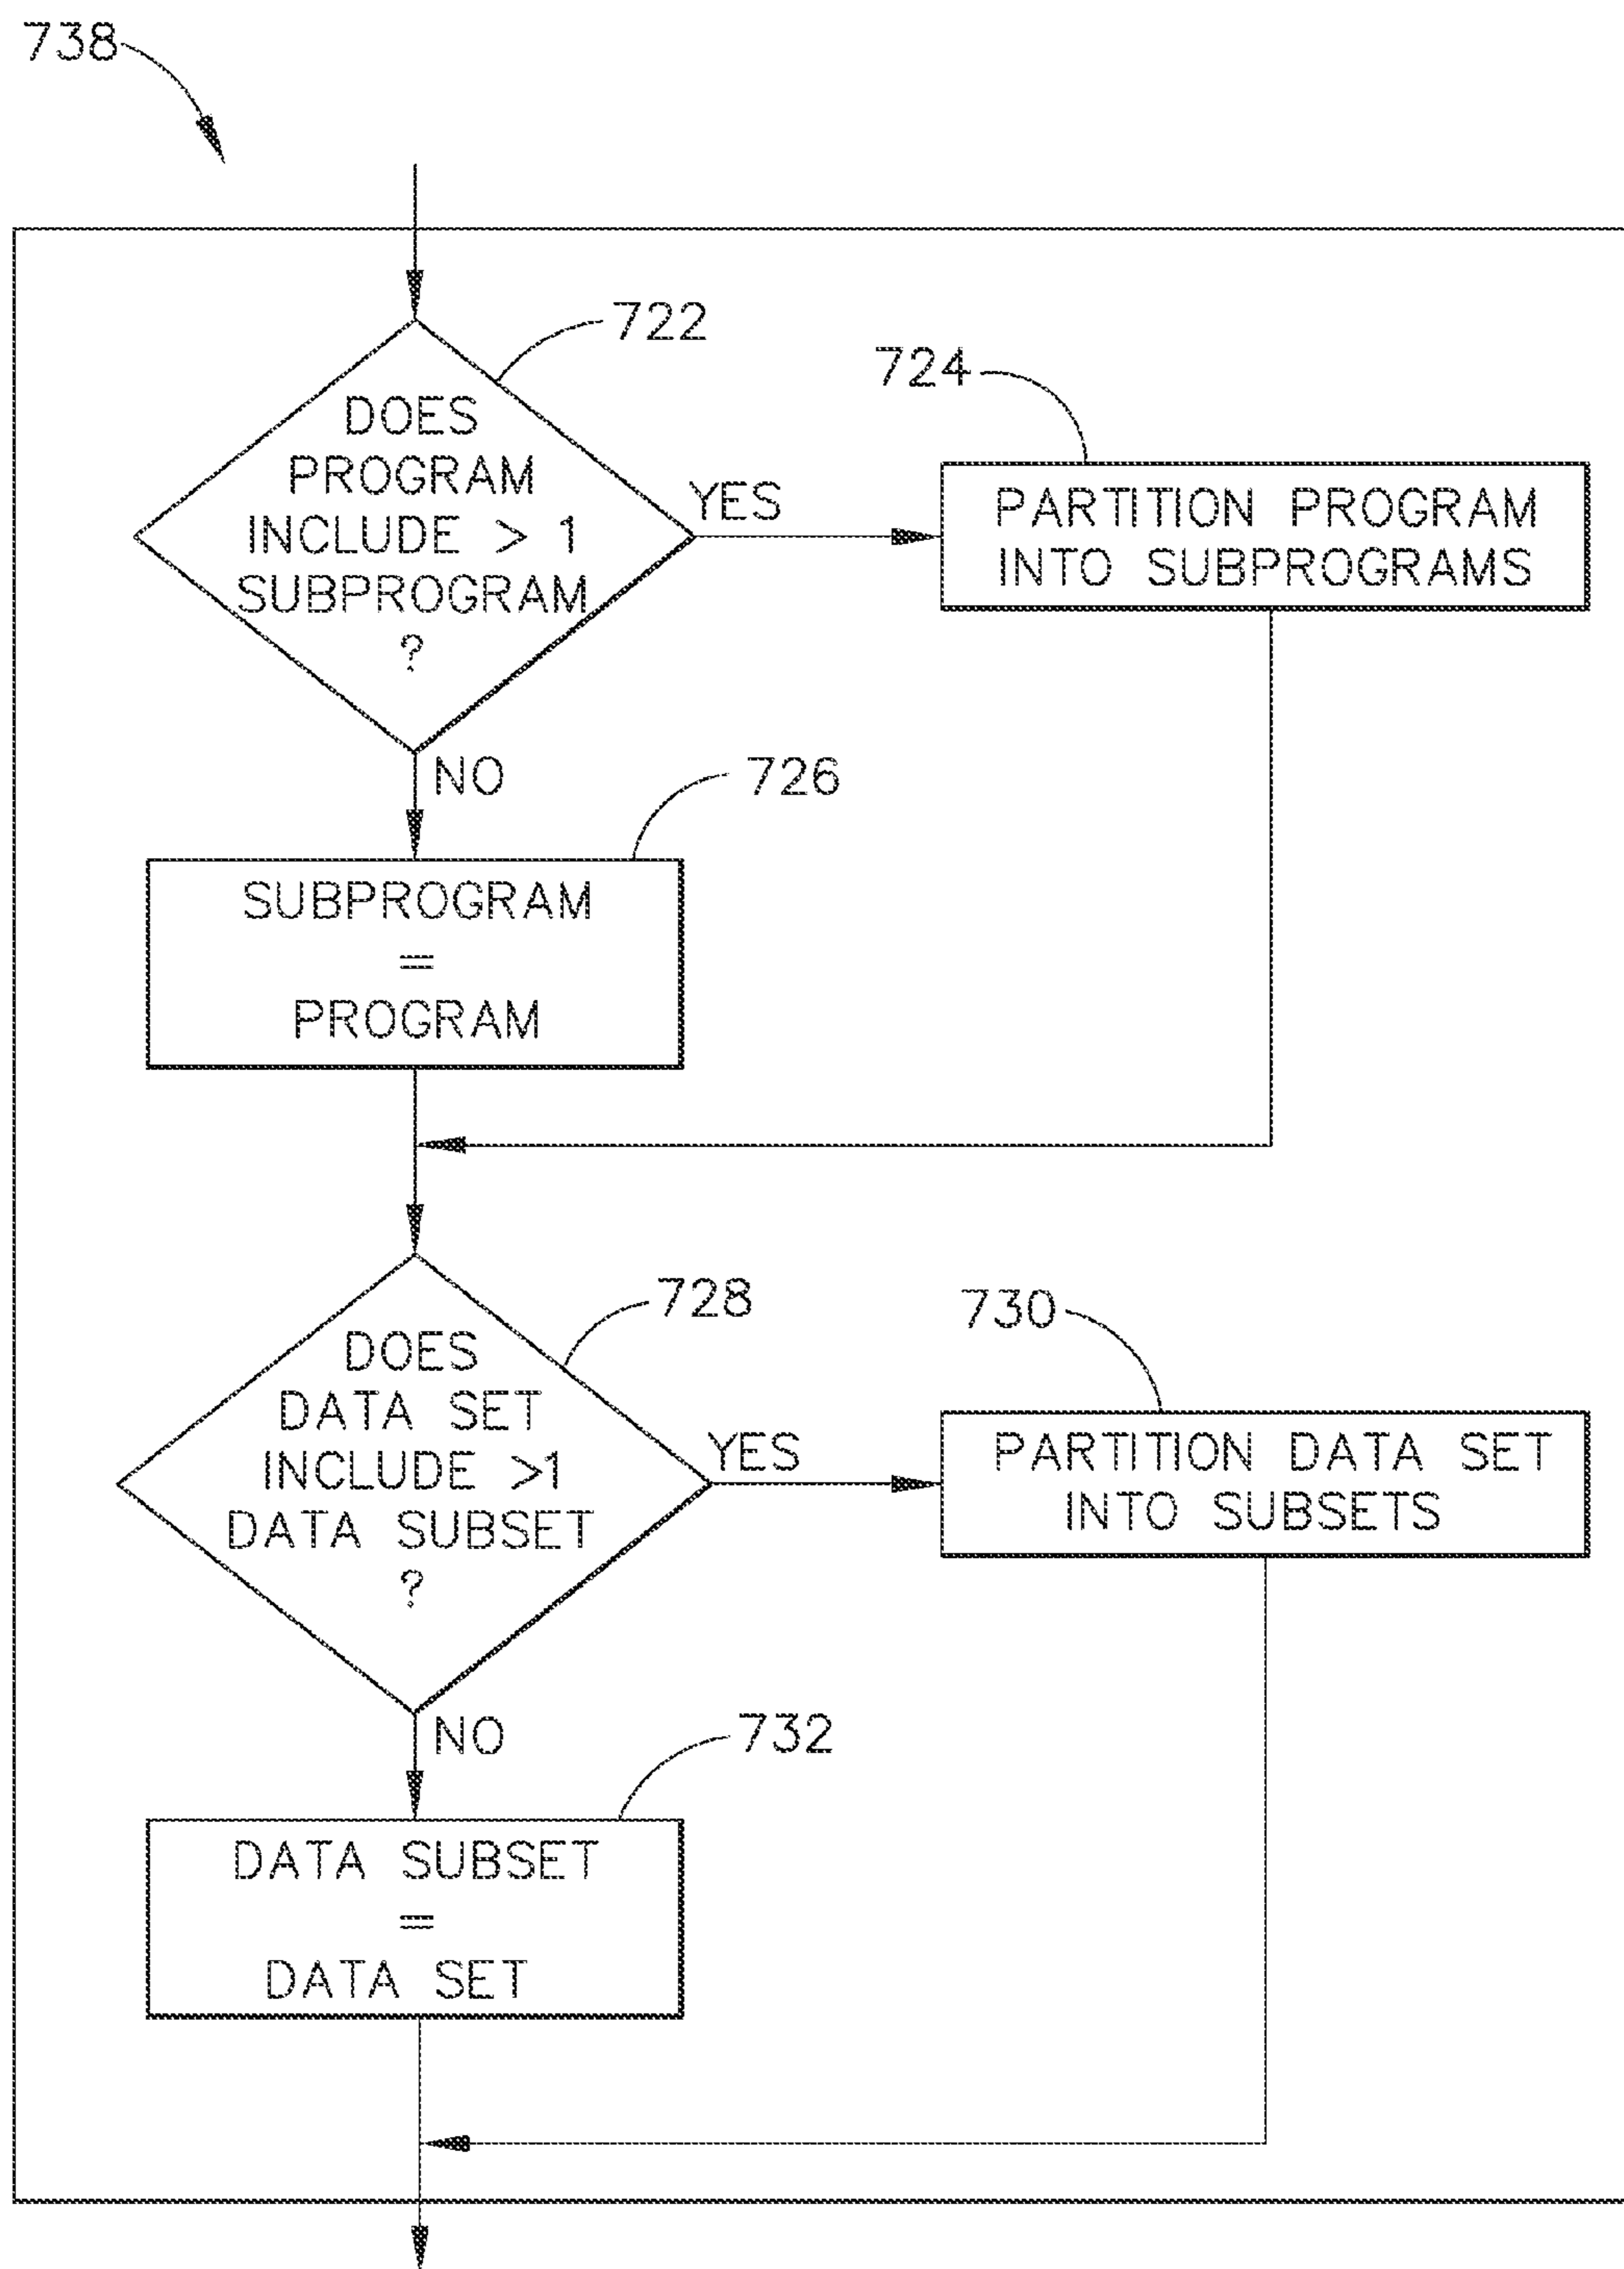 738
722
DOES
PROGRAM
INCLUDE > 1
SUBPROGRAM
?
YES
724
PARTITION PROGRAM
INTO SUBPROGRAMS
NO
726
SUBPROGRAM
=
PROGRAM
728
DOES
DATA SET
INCLUDE >1
DATA SUBSET
?
YES
730
PARTITION DATA SET
INTO SUBSETS
NO
732
DATA SUBSET
=
DATA SET